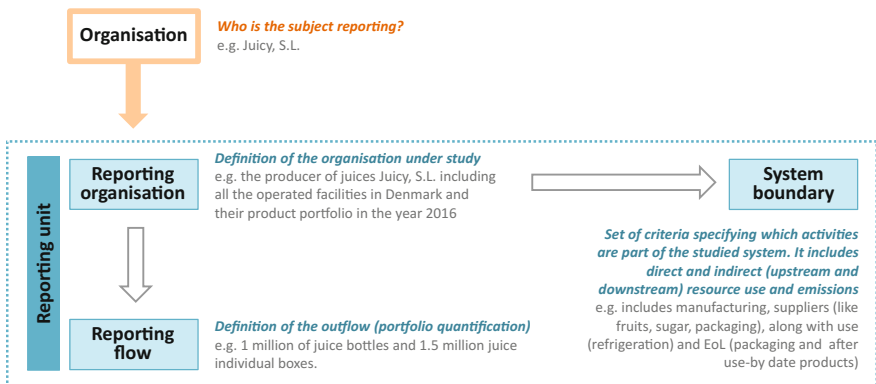 Organisation
Who is the subject reporting?
e.g. Juicy, S.L.
Reporting unit
Reporting
organisation
Definition of the organisation under study
e.g. the producer of juices Juicy, S.L. including
all the operated facilities in Denmark and
their product portfolio in the year 2016
System
boundary
Set of criteria specifying which activities
are part of the studied system. It includes
direct and indirect (upstream and
downstream) resource use and emissions
e.g. includes manufacturing, suppliers (like
fruits, sugar, packaging), along with use
(refrigeration) and EoL (packaging and after
use-by date products)
Reporting
flow
Definition of the outflow (portfolio quantification)
e.g. 1 million of juice bottles and 1.5 million juice
individual boxes.